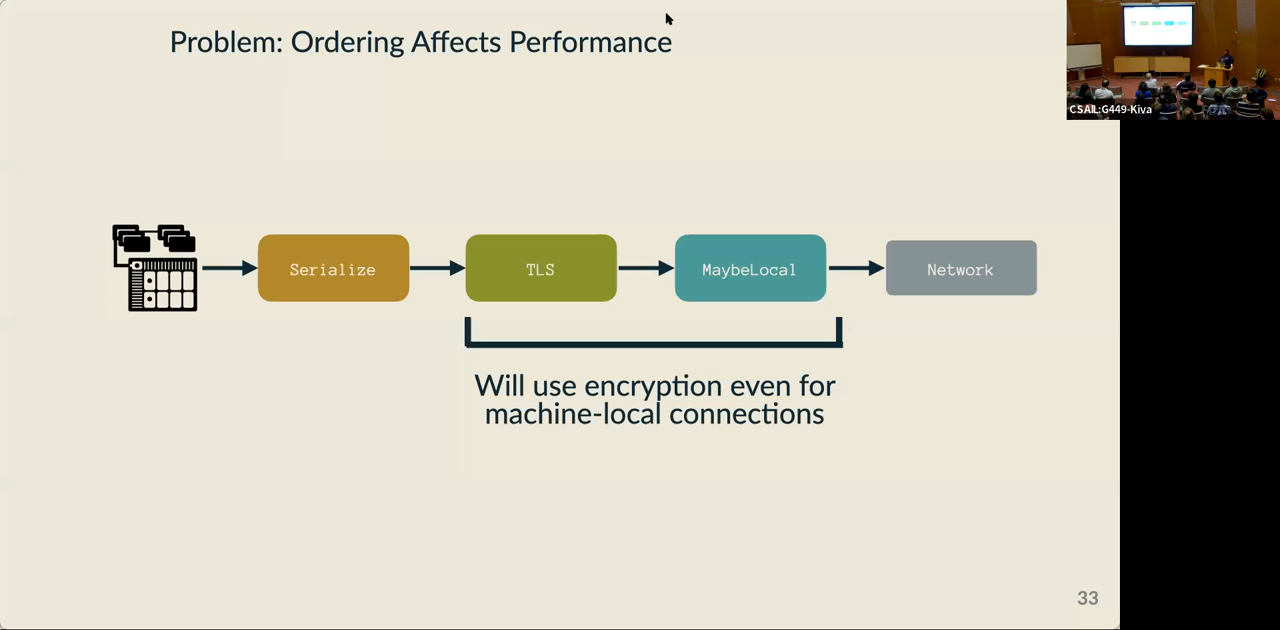 Problem: Ordering Affects Performance
CSAIL:G449-Kiva
Serialize
TLS
MaybeLocal
Network
Will use encryption even for
machine-local connections
33